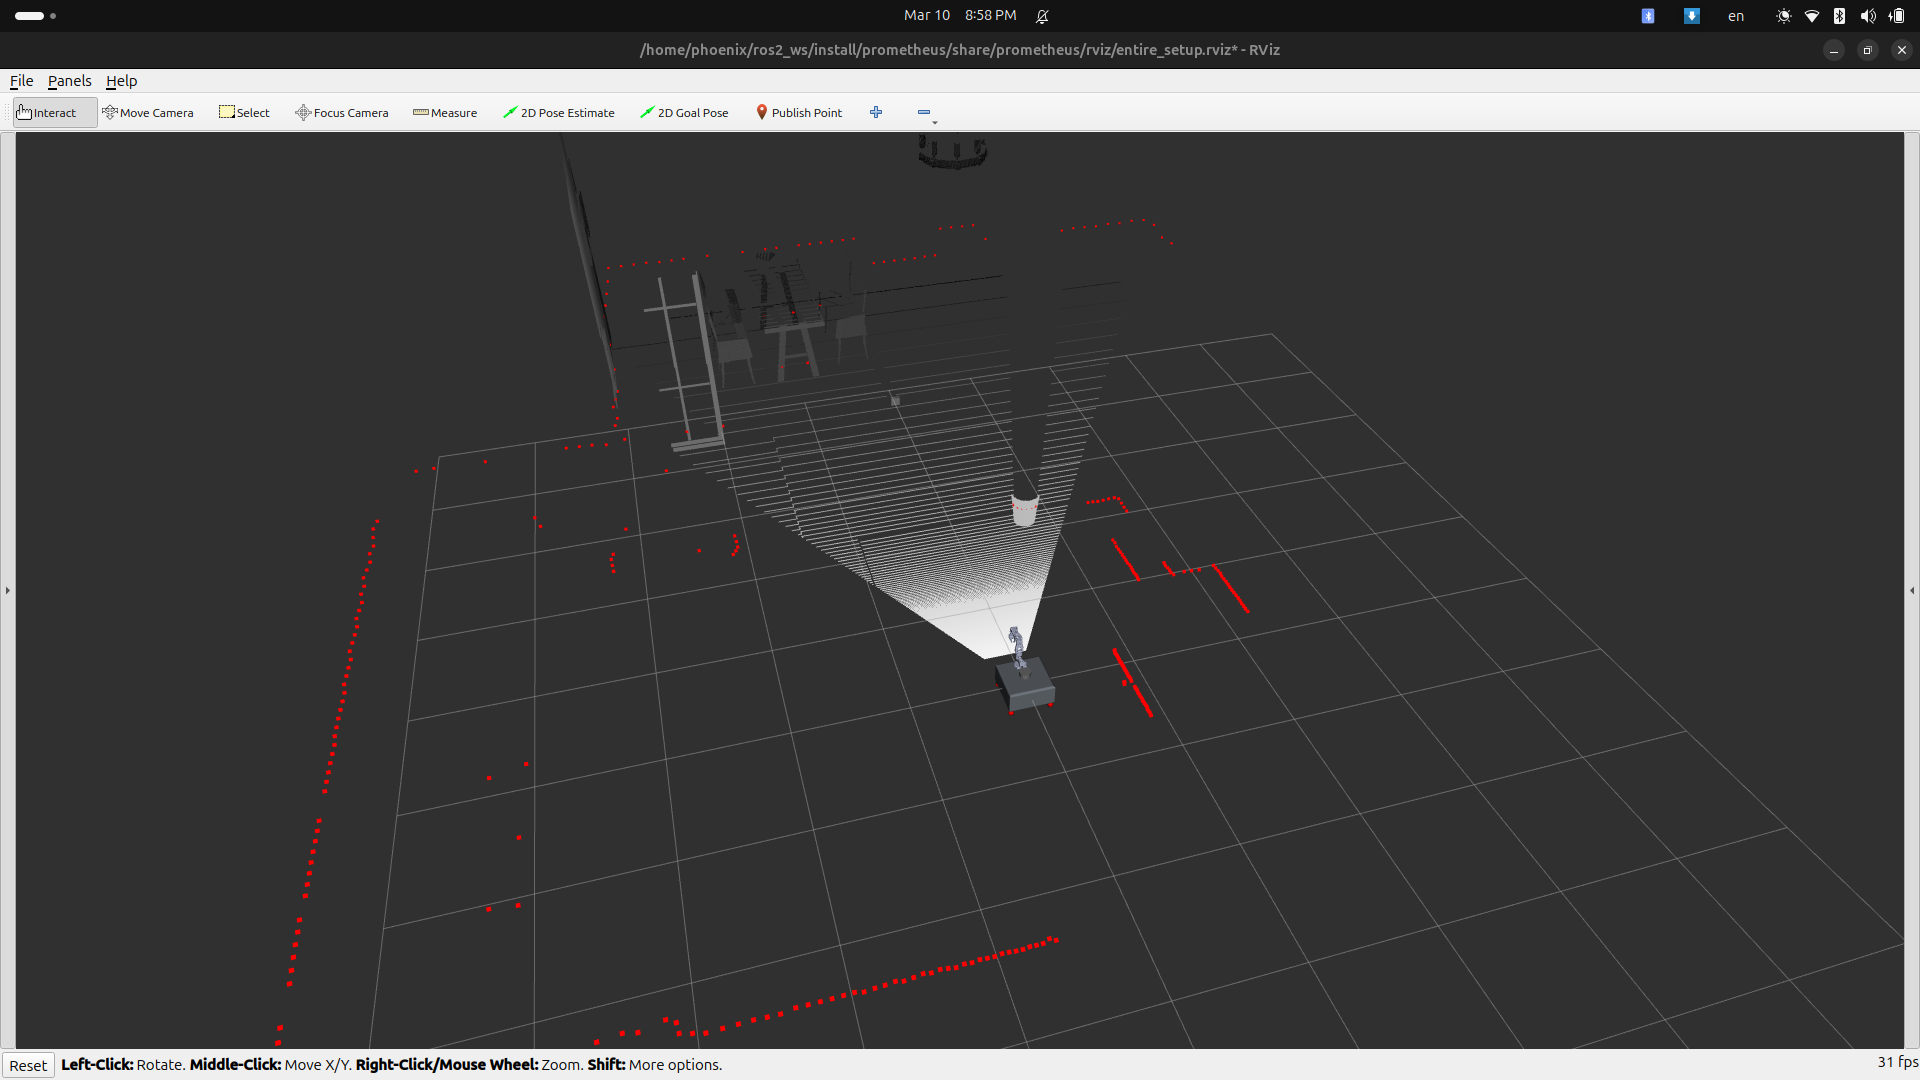 Mar 10 8:58 PM
en
/home/phoenix/ros2_ws/install/prometheus/share/prometheus/rviz/entire_setup.rviz* - RViz
File Panels Help
Interact Move Camera Select Focus Camera Measure 2D Pose Estimate 2D Goal Pose Publish Point
Reset Left-Click: Rotate. Middle-Click: Move X/Y. Right-Click/Mouse Wheel: Zoom. Shift: More options. 31 fps